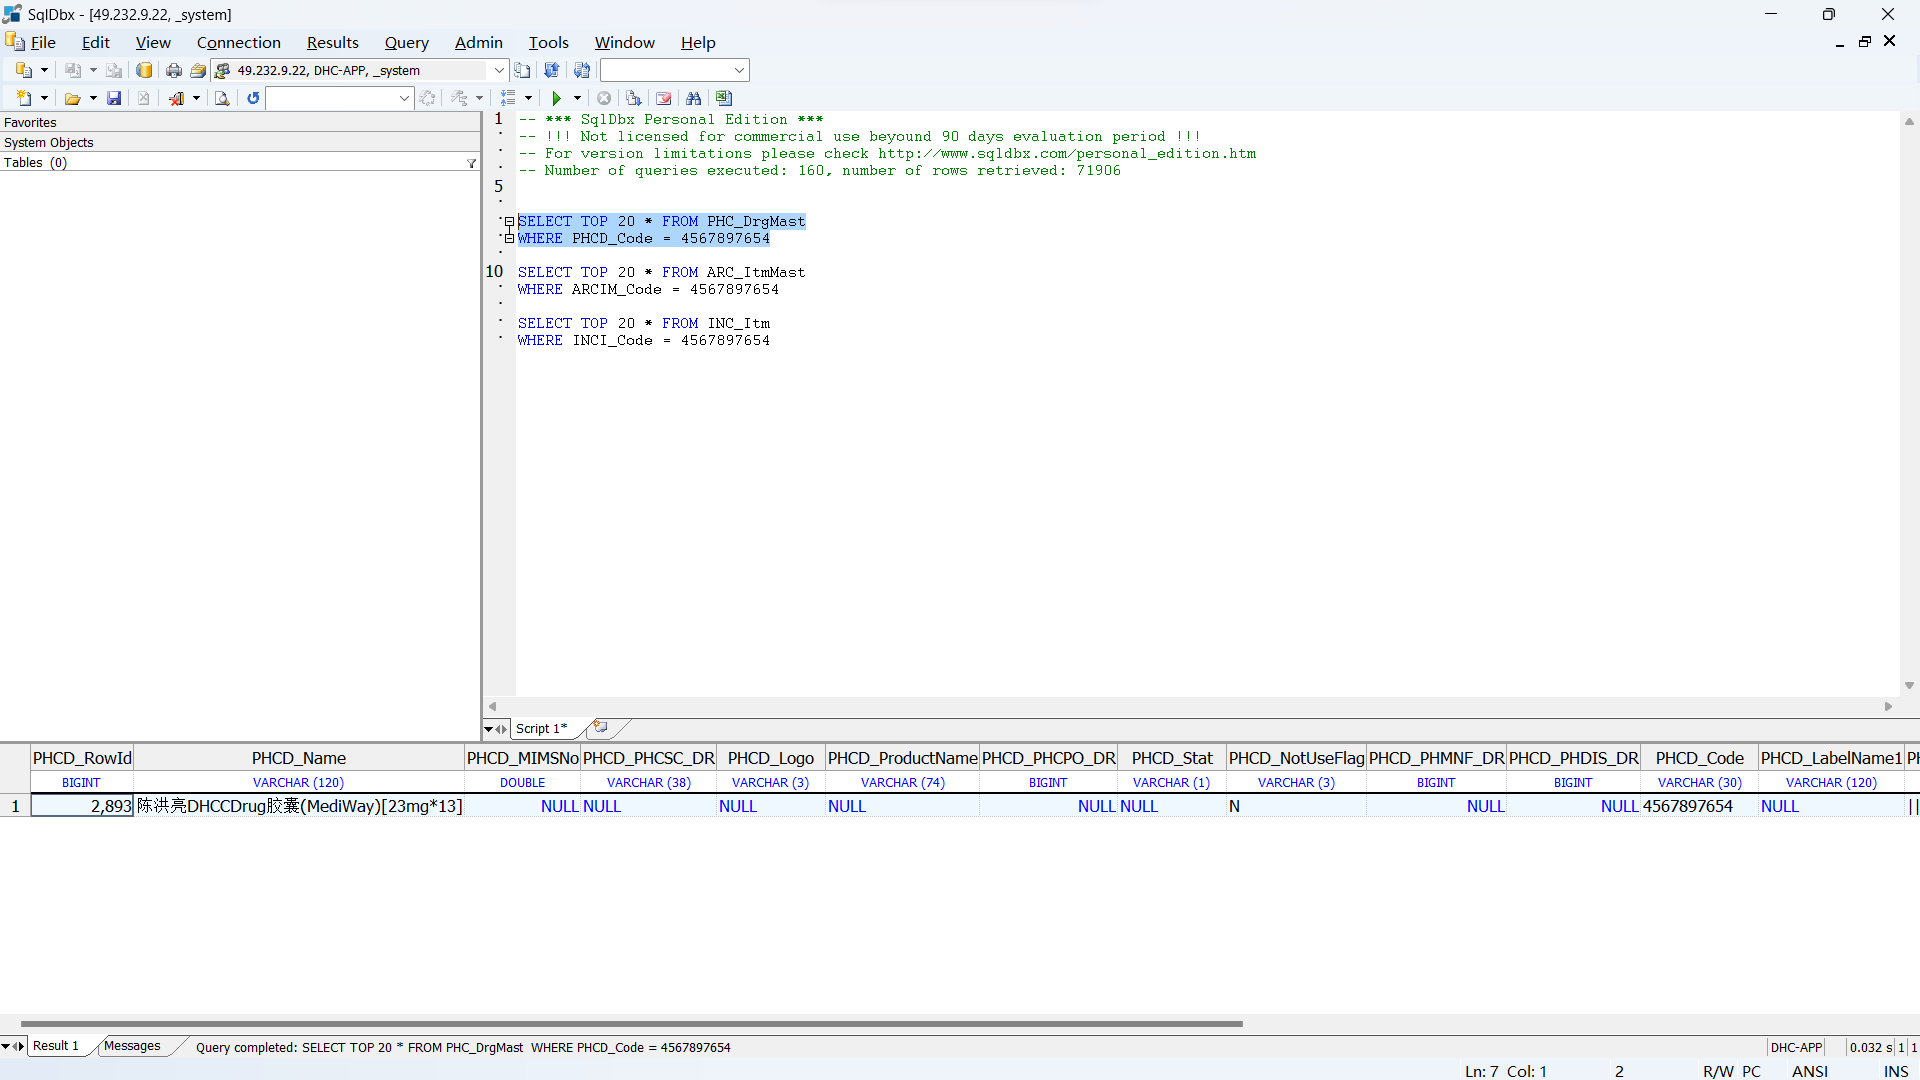 SqlDbx - [49.232.9.22, _system]
File Edit View Connection Results Query Admin Tools Window Help
49.232.9.22, DHC-APP, _system
Favorites
System Objects
Tables (0)
1 -- *** SqlDbx Personal Edition ***
-- !!! Not licensed for commercial use beyound 90 days evaluation period !!!
-- For version limitations please check http://www.sqldbx.com/personal_edition.htm
-- Number of queries executed: 160, number of rows retrieved: 71906
5
SELECT TOP 20 * FROM PHC_DrgMast
WHERE PHCD_Code = 4567897654
10 SELECT TOP 20 * FROM ARC_ItmMast
WHERE ARCIM_Code = 4567897654
SELECT TOP 20 * FROM INC_Itm
WHERE INCI_Code = 4567897654
Script 1*
PHCD_RowId PHCD_Name PHCD_MIMSNo PHCD_PHCSC_DR PHCD_Logo PHCD_ProductName PHCD_PHCPO_DR PHCD_Stat PHCD_NotUseFlag PHCD_PHMNF_DR PHCD_PHDIS_DR PHCD_Code PHCD_LabelName1
BIGINT VARCHAR (120) DOUBLE VARCHAR (38) VARCHAR (3) VARCHAR (74) BIGINT VARCHAR (1) VARCHAR (3) BIGINT BIGINT VARCHAR (30) VARCHAR (120)
1 2,893 陈洪亮DHCCDrug胶囊(MediWay)[23mg*13] NULL NULL NULL NULL NULL NULL N NULL NULL 4567897654 NULL ||
Result 1 Messages Query completed: SELECT TOP 20 * FROM PHC_DrgMast WHERE PHCD_Code = 4567897654 DHC-APP 0.032 s 1 1
Ln: 7 Col: 1 2 R/W PC ANSI INS